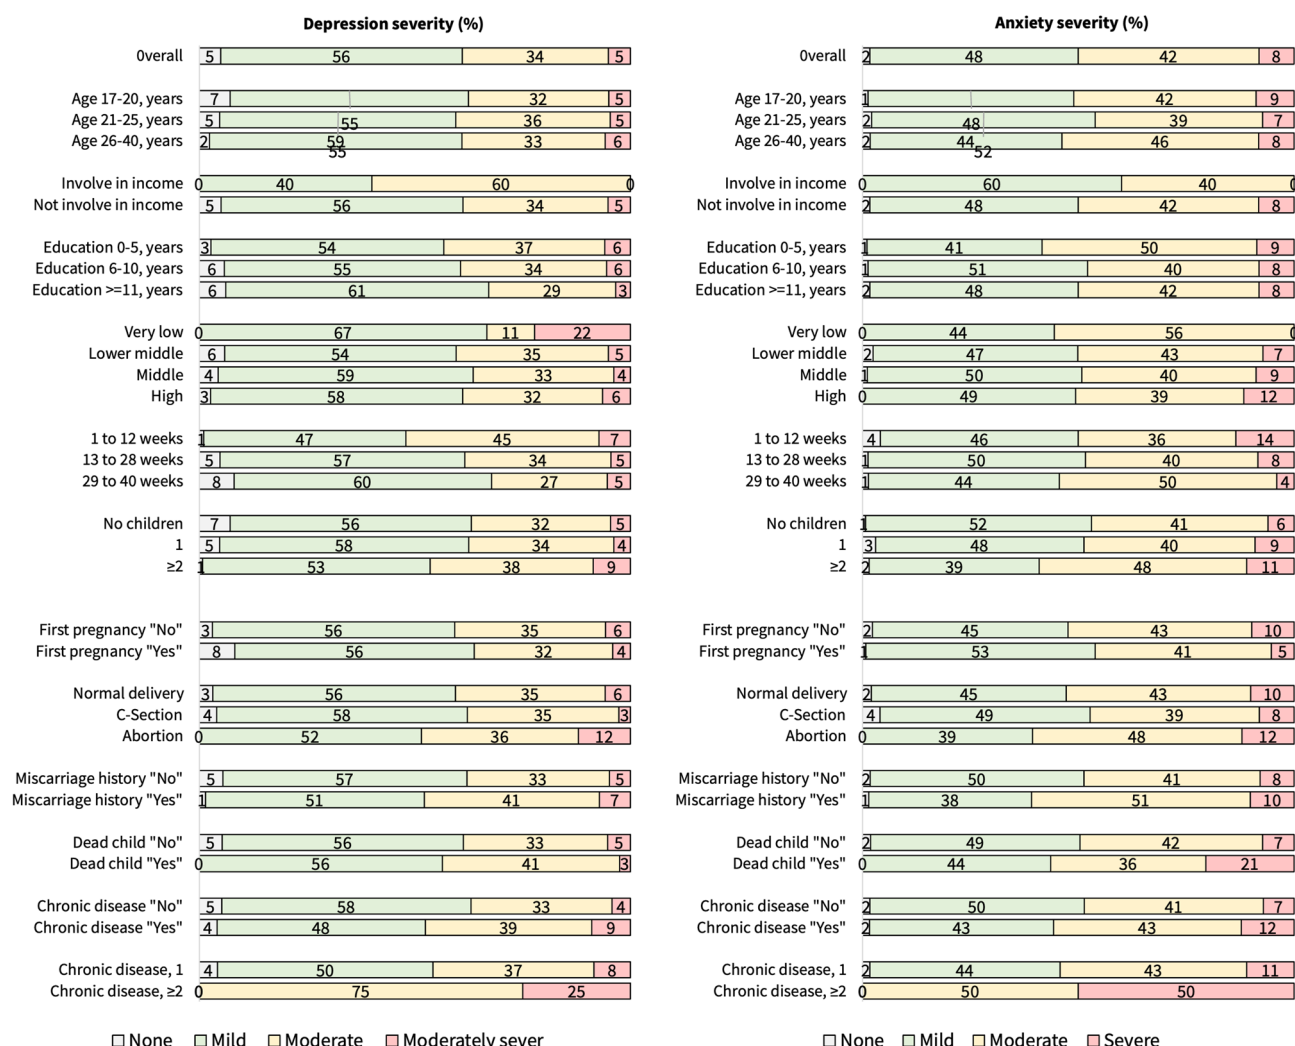 Depression severity (%) Anxiety severity (%)
0verall 5 56 34 5 0verall 2 48 42 8
Age 17-20, years 7 32 5 Age 17-20, years 1 42 9
Age 21-25, years 5 55 36 5 Age 21-25, years 2 48 39 7
Age 26-40, years 2 59 33 6 Age 26-40, years 44 46 8
55 52
Involve in income 0 40 60 0 Involve in income 0 60 40 0
Not involve in income 5 56 34 5 Not involve in income 2 48 42 8
Education 0-5, years 3 54 37 6 Education 0-5, years 1 41 50 9
Education 6-10, years 6 55 34 6 Education 6-10, years 1 51 40 8
Education >=11, years 6 61 29 3 Education >=11, years 2 48 42 8
Very low 0 67 11 22 Very low 0 44 56 0
Lower middle 6 54 35 5 Lower middle 2 47 43 7
Middle 4 59 33 4 Middle 1 50 40 9
High 3 58 32 6 High 0 49 39 12
1 to 12 weeks 1 47 45 7 1 to 12 weeks 4 46 36 14
13 to 28 weeks 5 57 34 5 13 to 28 weeks 1 50 40 8
29 to 40 weeks 8 60 27 5 29 to 40 weeks 1 44 50 4
No children 7 56 32 5 No children 1 52 41 6
1 5 58 34 4 1 3 48 40 9
≥2 1 53 38 9 ≥2 2 39 48 11
First pregnancy "No" 3 56 35 6 First pregnancy "No" 2 45 43 10
First pregnancy "Yes" 8 56 32 4 First pregnancy "Yes" 1 53 41 5
Normal delivery 3 56 35 6 Normal delivery 2 45 43 10
C-Section 4 58 35 3 C-Section 4 49 39 8
Abortion 0 52 36 12 Abortion 0 39 48 12
Miscarriage history "No" 5 57 33 5 Miscarriage history "No" 2 50 41 8
Miscarriage history "Yes" 1 51 41 7 Miscarriage history "Yes" 1 38 51 10
Dead child "No" 5 56 33 5 Dead child "No" 2 49 42 7
Dead child "Yes" 0 56 41 3 Dead child "Yes" 0 44 36 21
Chronic disease "No" 5 58 33 4 Chronic disease "No" 2 50 41 7
Chronic disease "Yes" 4 48 39 9 Chronic disease "Yes" 2 43 43 12
Chronic disease, 1 4 50 37 8 Chronic disease, 1 2 44 43 11
Chronic disease, ≥2 0 75 25 Chronic disease, ≥2 0 50 50
None Mild Moderate Moderately sever None Mild Moderate Severe